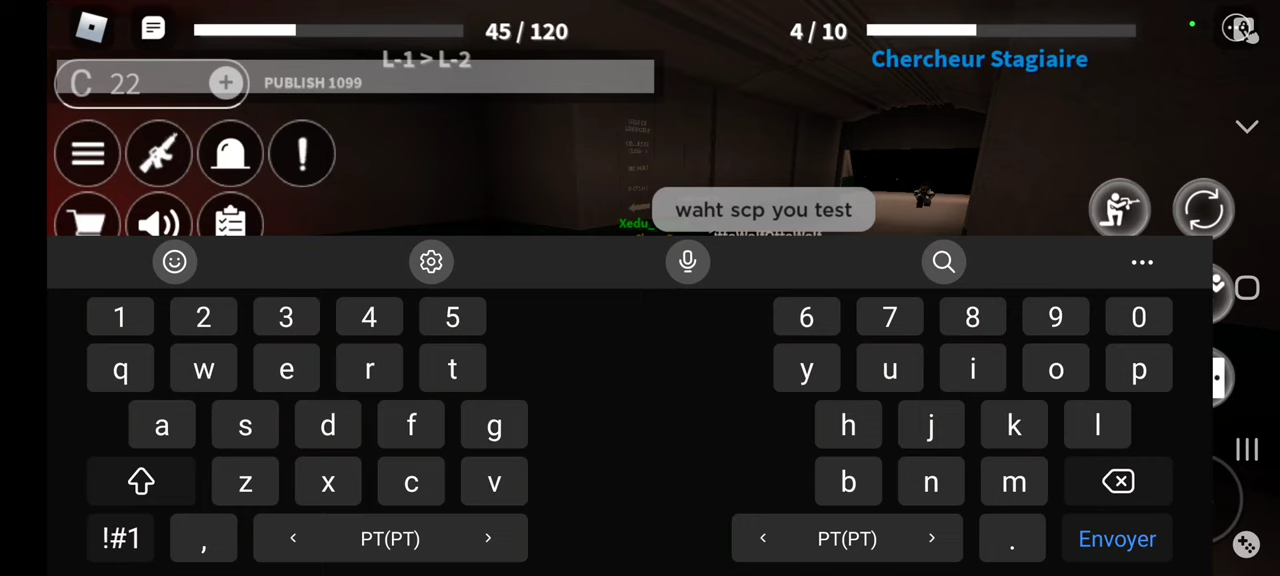 45 / 120
4 / 10
L-1 > L-2
Chercheur Stagiaire
C 22 +
PUBLISH 1099
!
waht scp you test
Xedu_
1 2 3 4 5 6 7 8 9 0
q w e r t y u i o p
a s d f g h j k l
z x c v b n m
!#1 , < PT(PT) > < PT(PT) > . Envoyer